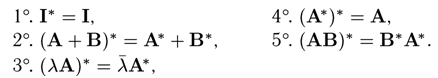 1°. I* = I,
4°. (A*)* = A,
2°. (A + B)* = A* + B*,
5°. (AB)* = B*A*.
3°. (λA)* = λ̄A*,